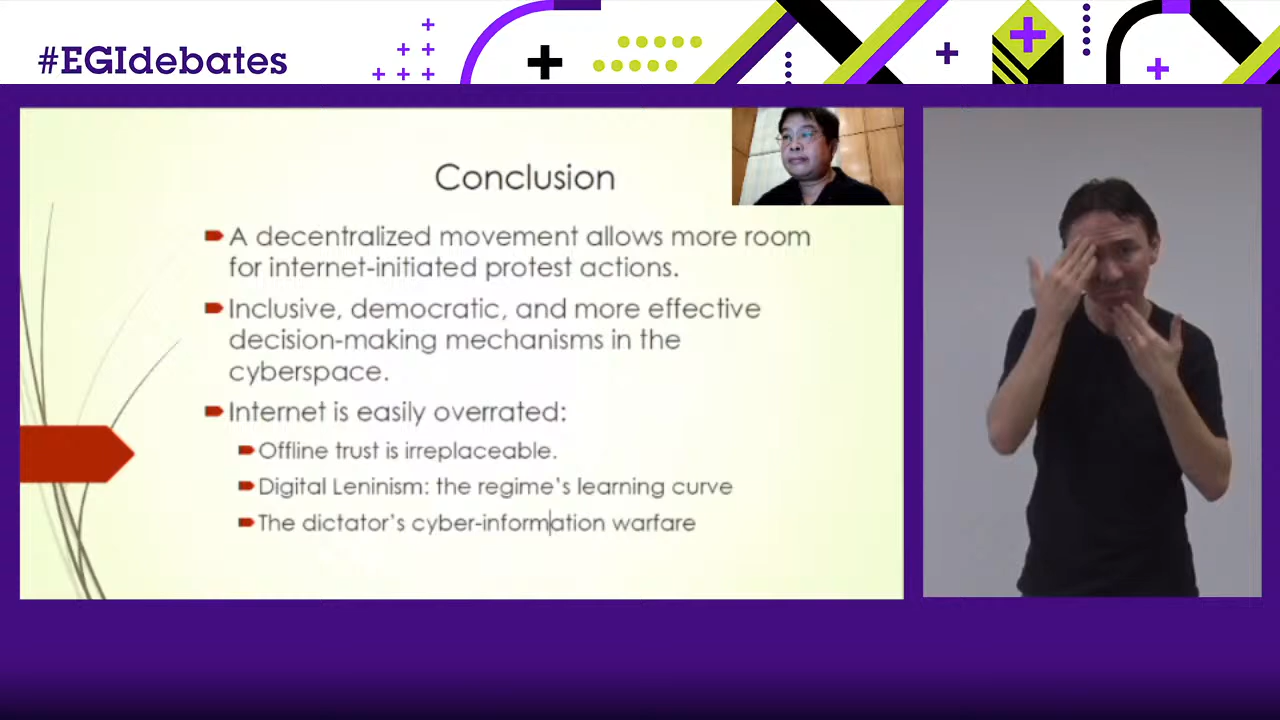 #EGIdebates
Conclusion
A decentralized movement allows more room
for internet-initiated protest actions.
Inclusive, democratic, and more effective
decision-making mechanisms in the
cyberspace.
Internet is easily overrated:
Offline trust is irreplaceable.
Digital Leninism: the regime's learning curve
The dictator's cyber-information warfare